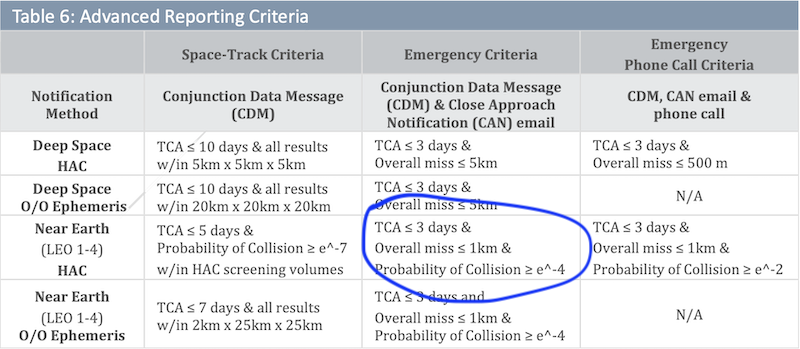 Table 6: Advanced Reporting Criteria
Space-Track Criteria
Emergency Criteria
Emergency
Phone Call Criteria
Notification
Method
Conjunction Data Message
(CDM)
Conjunction Data Message
(CDM) & Close Approach
Notification (CAN) email
CDM, CAN email &
phone call
Deep Space
HAC
TCA ≤ 10 days & all results
w/in 5km x 5km x 5km
TCA ≤ 3 days &
Overall miss ≤ 5km
TCA ≤ 3 days &
Overall miss ≤ 500 m
Deep Space
O/O Ephemeris
TCA ≤ 10 days & all results
w/in 20km x 20km x 20km
TCA ≤ 3 days &
Overall miss ≤ 5km
N/A
Near Earth
(LEO 1-4)
HAC
TCA ≤ 5 days &
Probability of Collision ≥ e^-7
w/in HAC screening volumes
TCA ≤ 3 days &
Overall miss ≤ 1km &
Probability of Collision ≥ e^-4
TCA ≤ 3 days &
Overall miss ≤ 1km &
Probability of Collision ≥ e^-2
Near Earth
(LEO 1-4)
O/O Ephemeris
TCA ≤ 7 days & all results
w/in 2km x 25km x 25km
TCA ≤ 3 days and
Overall miss ≤ 1km &
Probability of Collision ≥ e^-4
N/A